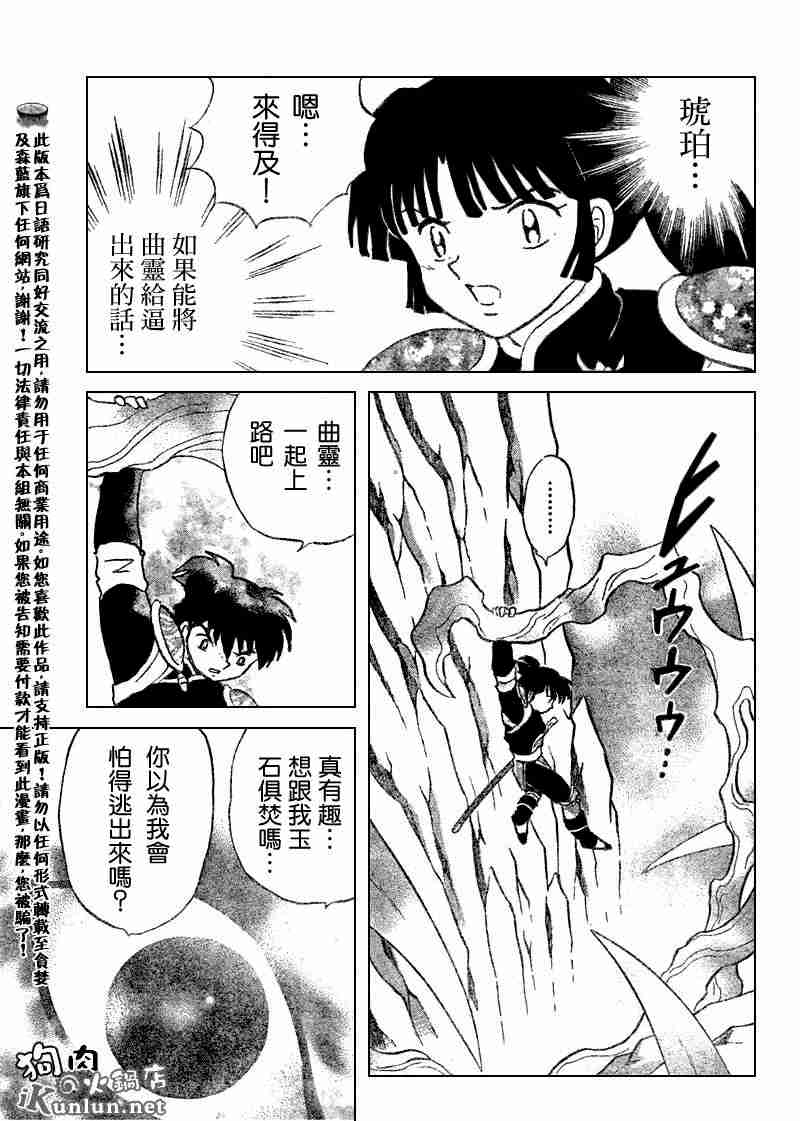 琥珀…
嗯…
來得及！
如果能將
曲靈給逼
出來的話…
………
ドドュウウゥゥ…
曲靈…
一起上
路吧
真有趣…
想跟我玉
石俱焚嗎…
你以為我會
怕得逃出來嗎？
此版本爲日語研究同好交流之用，請勿用于任何商業用途。如您喜歡此作品，請支持正版！請勿以任何形式轉載至貪婪
及森藍旗下任何網站，謝謝！一切法律責任與本組無關。如果您被告知需要付款才能看到此漫畫，那麼，您被騙了！
狗肉
火鍋店
iKunlun.net